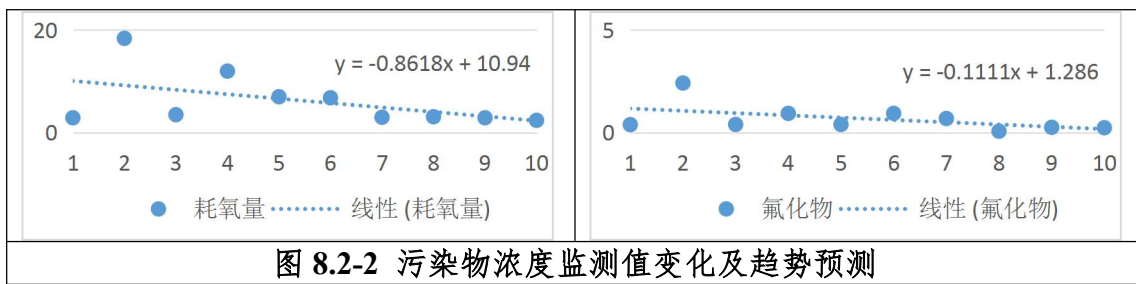 20
y = -0.8618x + 10.94
0
1 2 3 4 5 6 7 8 9 10
耗氧量 线性 (耗氧量)
5
y = -0.1111x + 1.286
0
1 2 3 4 5 6 7 8 9 10
氟化物 线性 (氟化物)
图 8.2-2 污染物浓度监测值变化及趋势预测